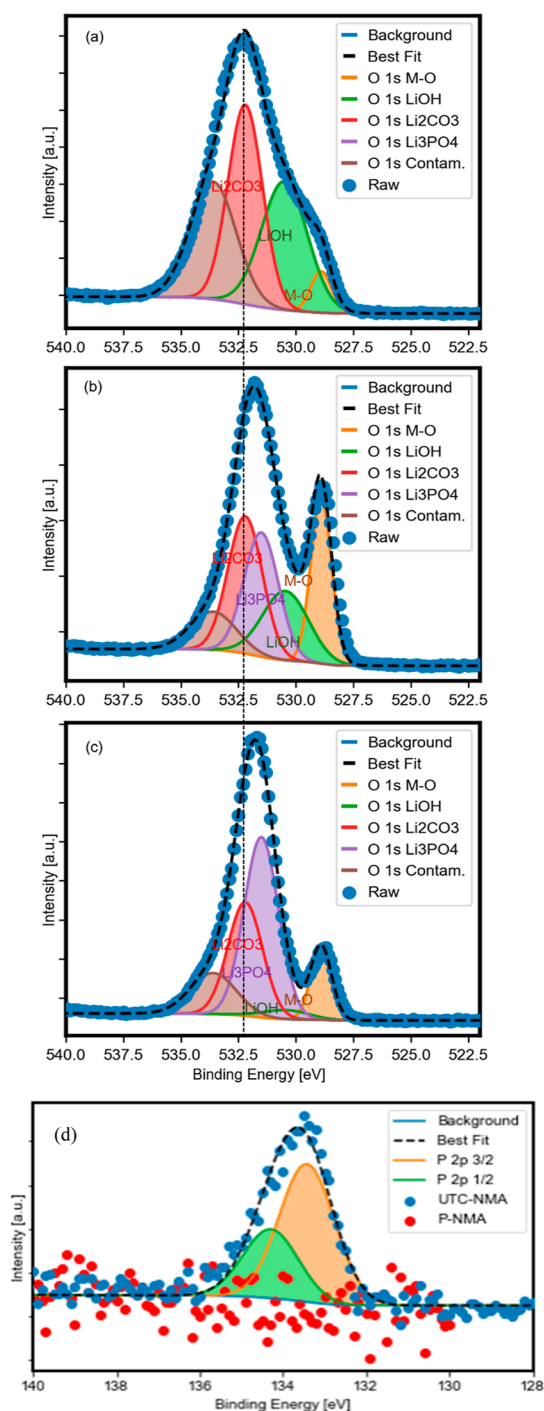 (a)
Background
Best Fit
O 1s M-O
O 1s LiOH
O 1s Li2CO3
O 1s Li3PO4
O 1s Contam.
Raw
Li2CO3
LiOH
M-O
Intensity [a.u.]
540.0 537.5 535.0 532.5 530.0 527.5 525.0 522.5
(b)
Background
Best Fit
O 1s M-O
O 1s LiOH
O 1s Li2CO3
O 1s Li3PO4
O 1s Contam.
Raw
Li2CO3
M-O
Li3PO4
LiOH
Intensity [a.u.]
540.0 537.5 535.0 532.5 530.0 527.5 525.0 522.5
(c)
Background
Best Fit
O 1s M-O
O 1s LiOH
O 1s Li2CO3
O 1s Li3PO4
O 1s Contam.
Raw
Li2CO3
Li3PO4
M-O
LiOH
Intensity [a.u.]
540.0 537.5 535.0 532.5 530.0 527.5 525.0 522.5
Binding Energy [eV]
(d)
Background
Best Fit
P 2p 3/2
P 2p 1/2
UTC-NMA
P-NMA
Intensity [a.u.]
140 138 136 134 132 130 128
Binding Energy [eV]